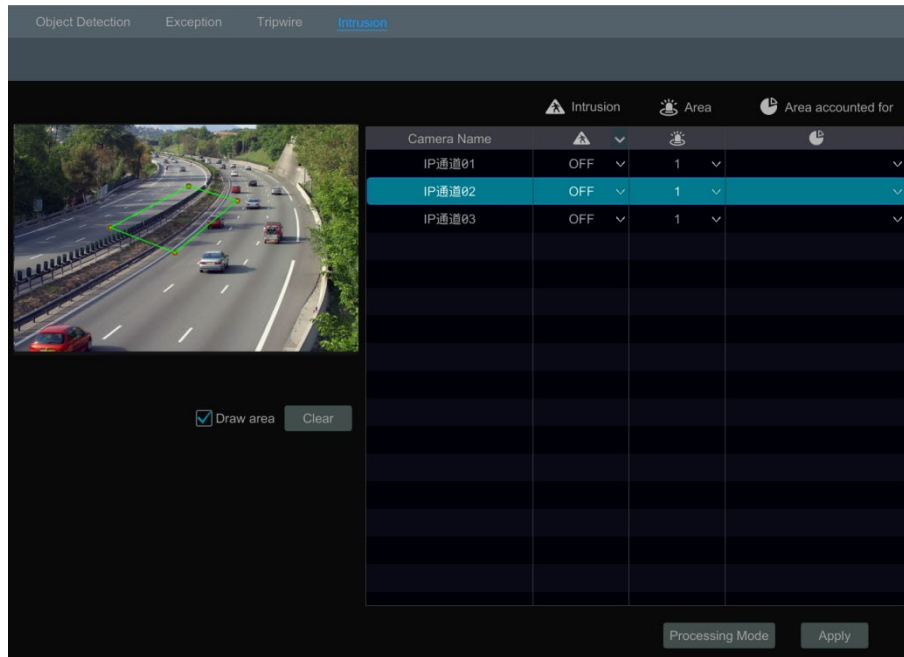 Object Detection Exception Tripwire Intrusion
Intrusion Area Area accounted for
Camera Name
IP通道01 OFF 1
IP通道02 OFF 1
IP通道03 OFF 1
Draw area Clear
Processing Mode Apply